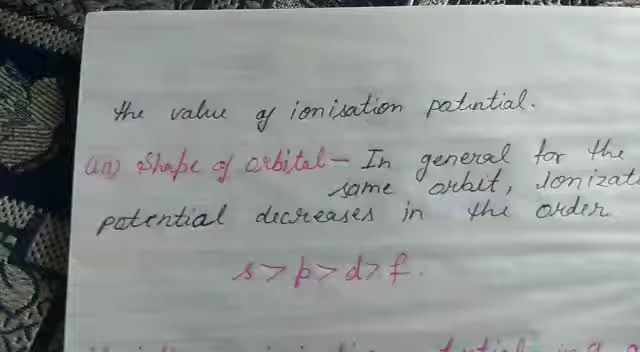 the value of ionisation potential.
(iii) Shape of orbital - In general for the
same orbit, Ionizat
potential decreases in the order
s > p > d > f.